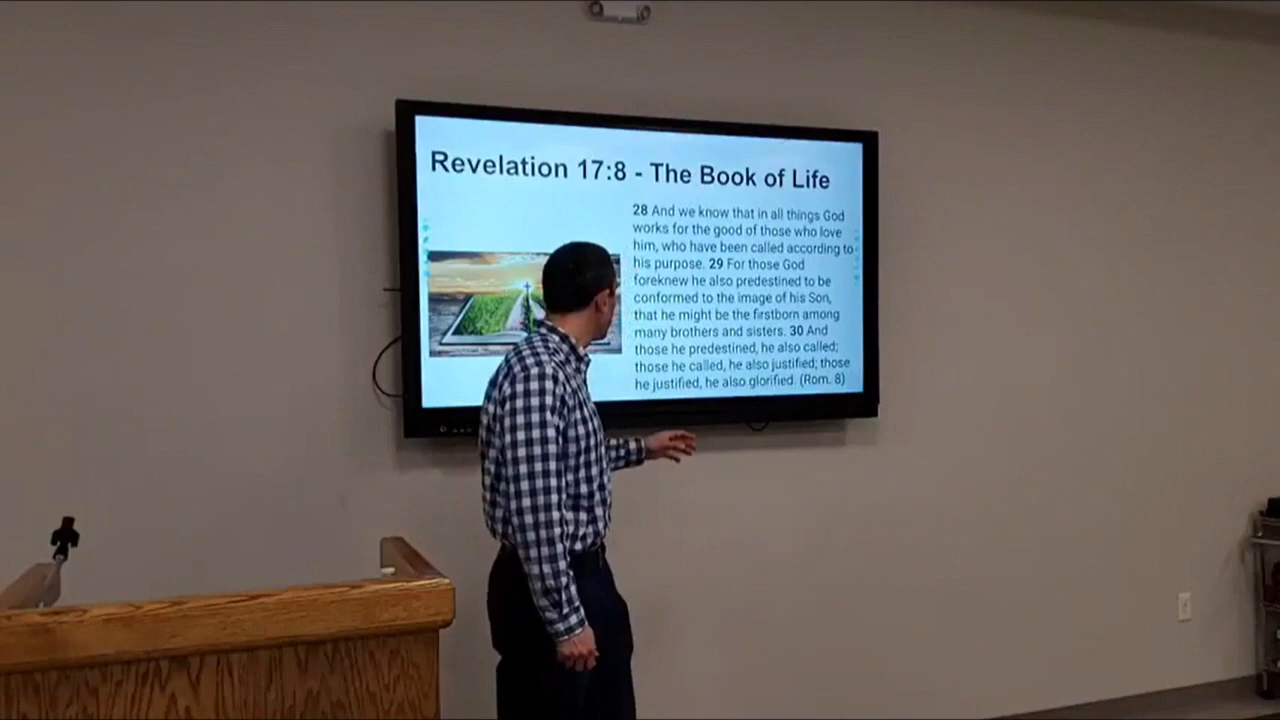 Revelation 17:8 - The Book of Life
28 And we know that in all things God
works for the good of those who love
him, who have been called according to
his purpose. 29 For those God
foreknew he also predestined to be
conformed to the image of his Son,
that he might be the firstborn among
many brothers and sisters. 30 And
those he predestined, he also called;
those he called, he also justified; those
he justified, he also glorified. (Rom. 8)